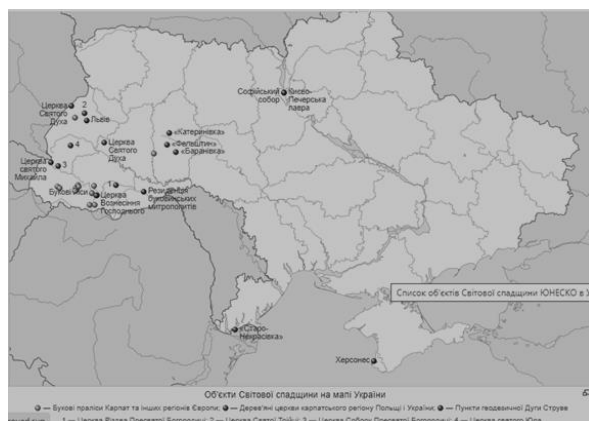 Софійський
собор
Києво-
Печерська
лавра
Церква
Святого
Духа
2
Львів
«Катеринівка»
Церква
Святого
Духа
«Фельштин»
«Баранівка»
4
Церква
святого
Михаїла
3
Букові ліси
1
Церква
Вознесіння
Господнього
Резиденція
буковинських
митрополитів
Список об'єктів Світової спадщини ЮНЕСКО в У
«Старо-
Некрасівка»
Херсонес
Об'єкти Світової спадщини на мапі України
— Букові праліси Карпат та інших регіонів Європи; — Дерев'яні церкви карпатського регіону Польщі і України; — Пункти геодезичної Дуги Струве
1 — Церква Різдва Пресвятої Богородиці; 2 — Церква Святої Трійці; 3 — Церква Собору Пресвятої Богородиці; 4 — Церква святого Юра